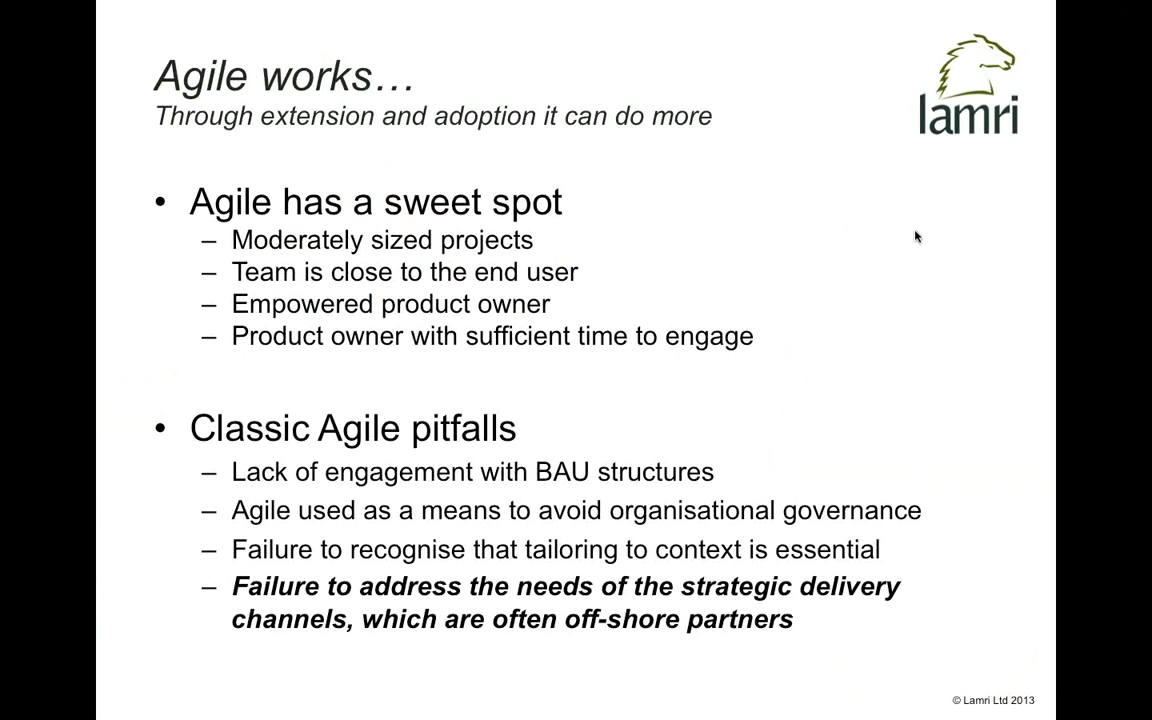 Agile works…
Through extension and adoption it can do more
lamri
• Agile has a sweet spot
– Moderately sized projects
– Team is close to the end user
– Empowered product owner
– Product owner with sufficient time to engage
• Classic Agile pitfalls
– Lack of engagement with BAU structures
– Agile used as a means to avoid organisational governance
– Failure to recognise that tailoring to context is essential
– Failure to address the needs of the strategic delivery
channels, which are often off-shore partners
© Lamri Ltd 2013